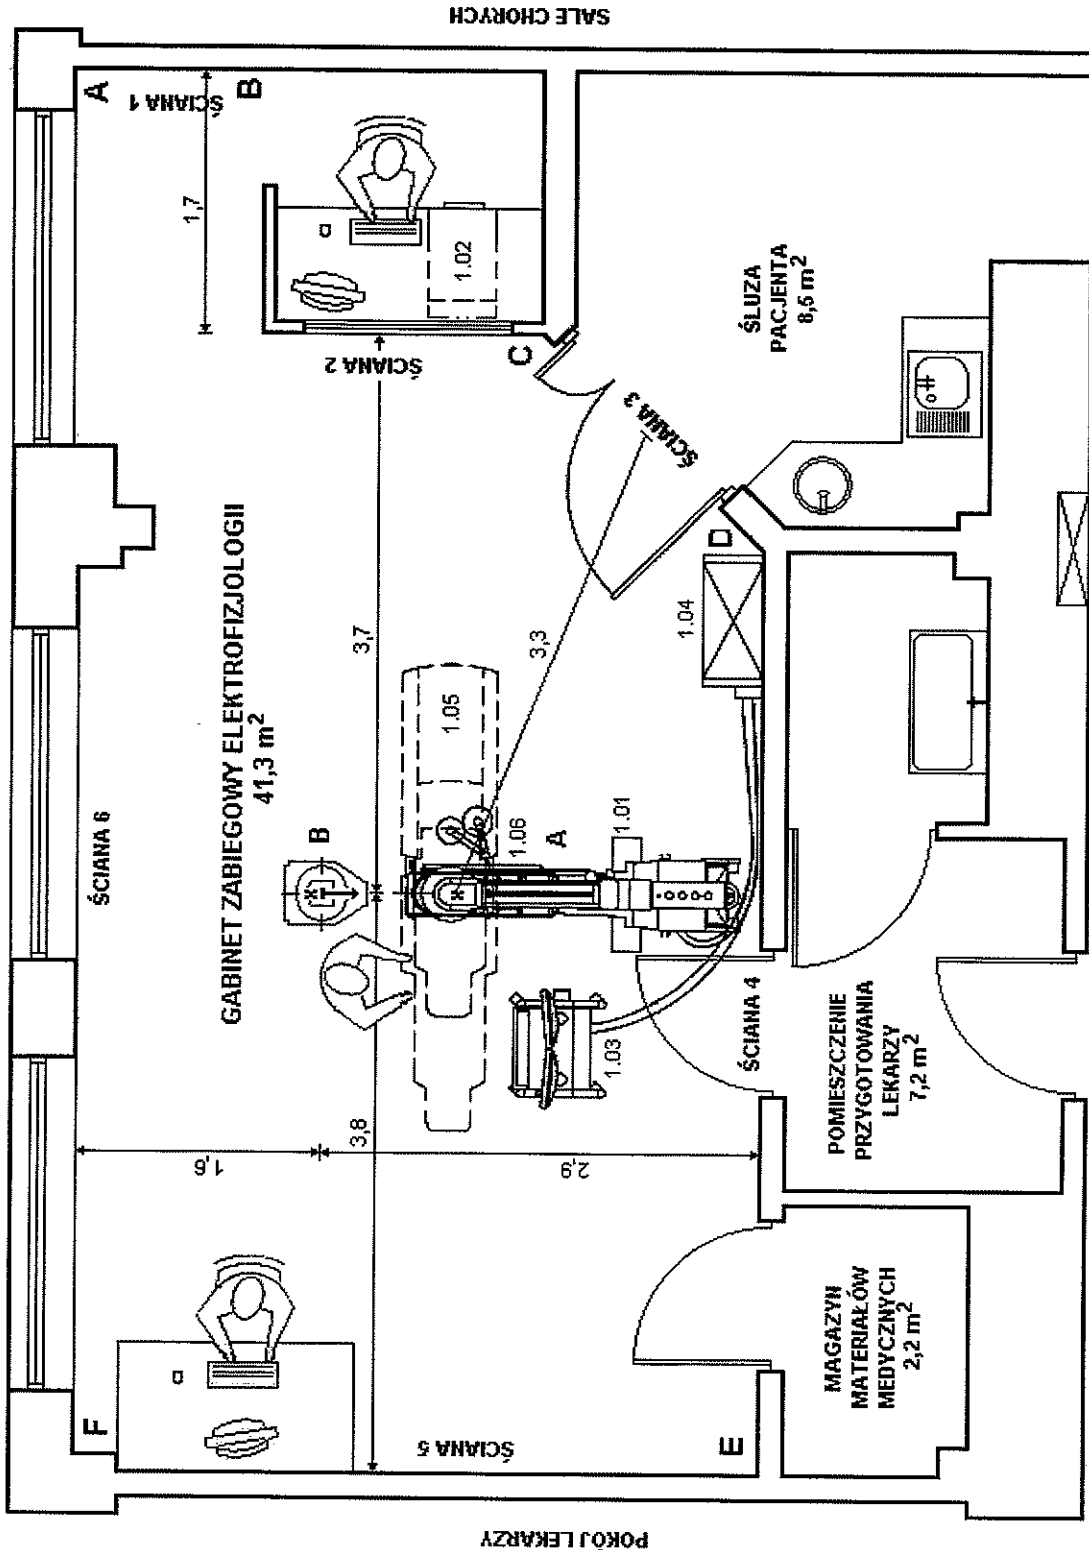 SALE CHORYCH
A
ŚCIANA 1
B
1,7
1.02
ŚCIANA 2
C
ŚCIANA 3
ŚLUZA
PACJENTA
8,5 m²
GABINET ZABIEGOWY ELEKTROFIZJOLOGII
41,3 m²
ŚCIANA 6
3,7
3,3
1.05
1.04
D
B
1.06
A
1.01
1.03
ŚCIANA 4
POMIESZCZENIE
PRZYGOTOWANIA
LEKARZY
7,2 m²
1,6
3,8
2,9
F
ŚCIANA 5
E
MAGAZYN
MATERIAŁÓW
MEDYCZNYCH
2,2 m²
POKÓJ LEKARZY